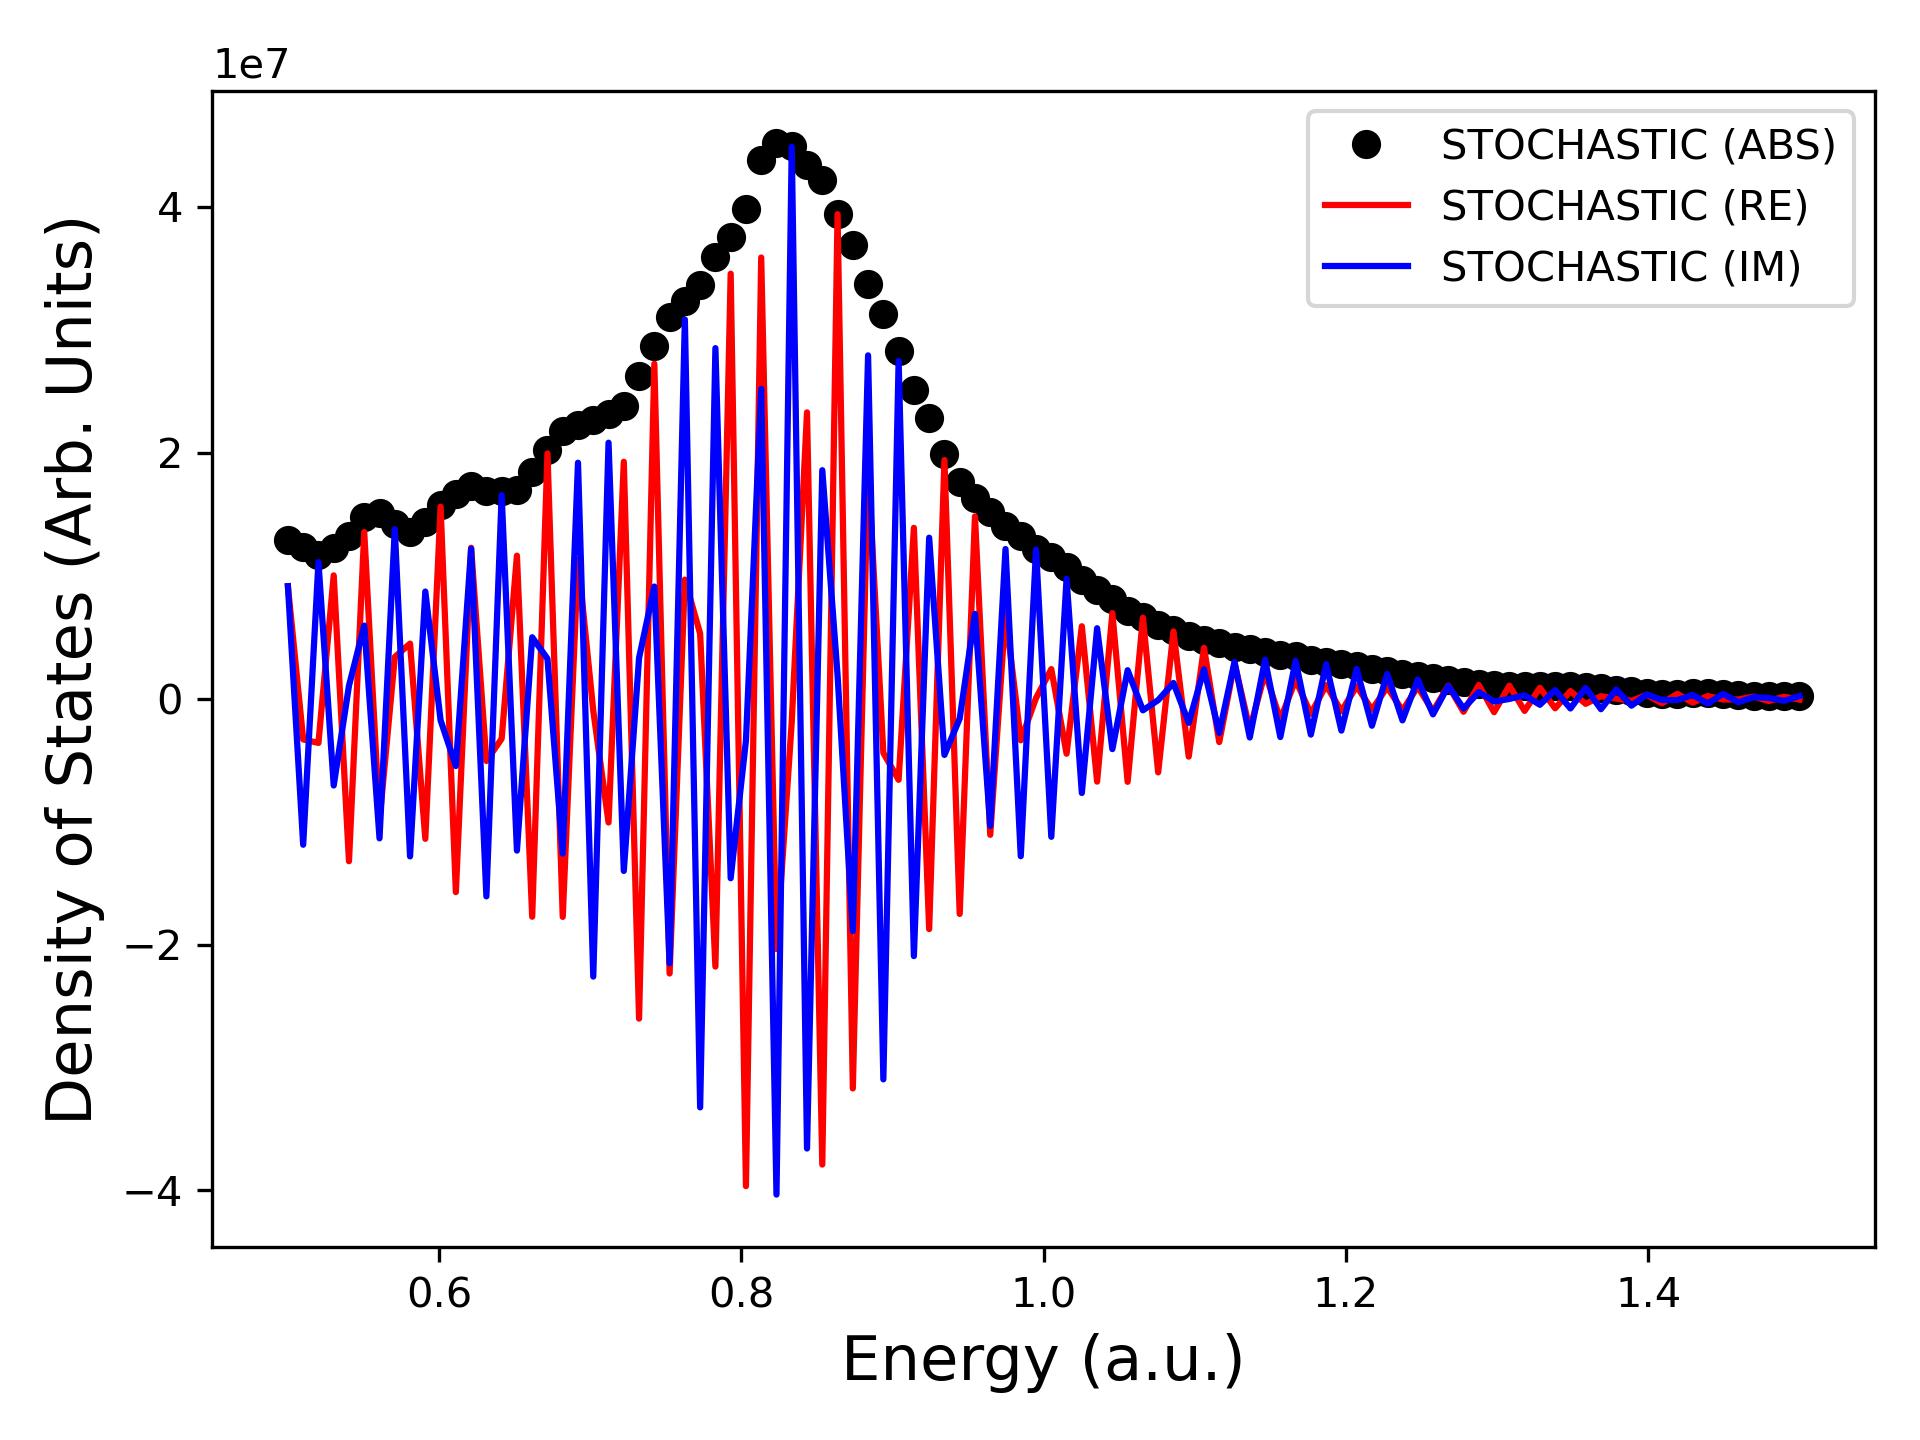 1e7
STOCHASTIC (ABS)
STOCHASTIC (RE)
STOCHASTIC (IM)
Density of States (Arb. Units)
4
2
0
−2
−4
0.6 0.8 1.0 1.2 1.4
Energy (a.u.)